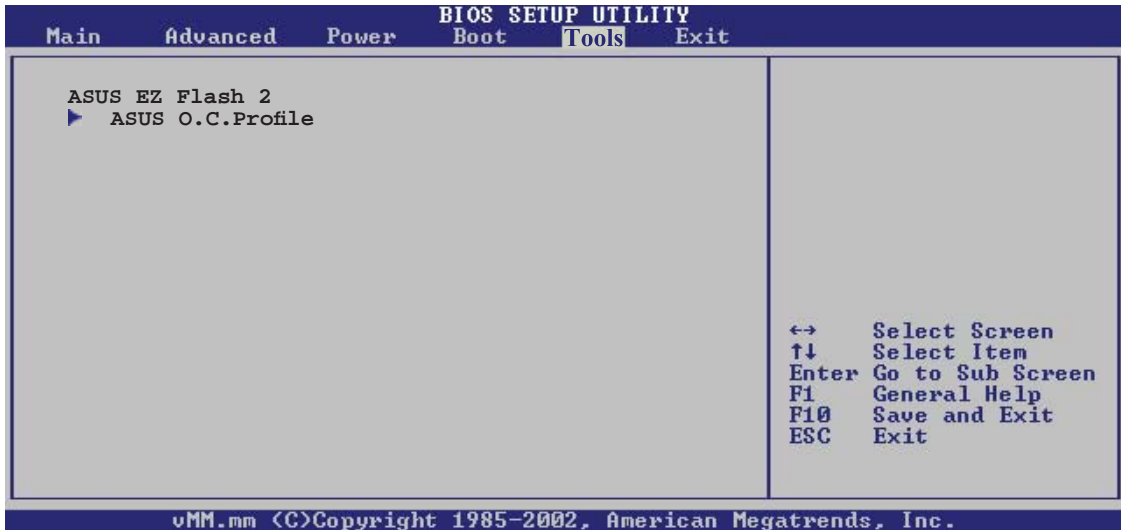 BIOS SETUP UTILITY
Main Advanced Power Boot Tools Exit
ASUS EZ Flash 2
ASUS O.C.Profile
←→ Select Screen
↑↓ Select Item
Enter Go to Sub Screen
F1 General Help
F10 Save and Exit
ESC Exit
vMM.mm (C)Copyright 1985-2002, American Megatrends, Inc.